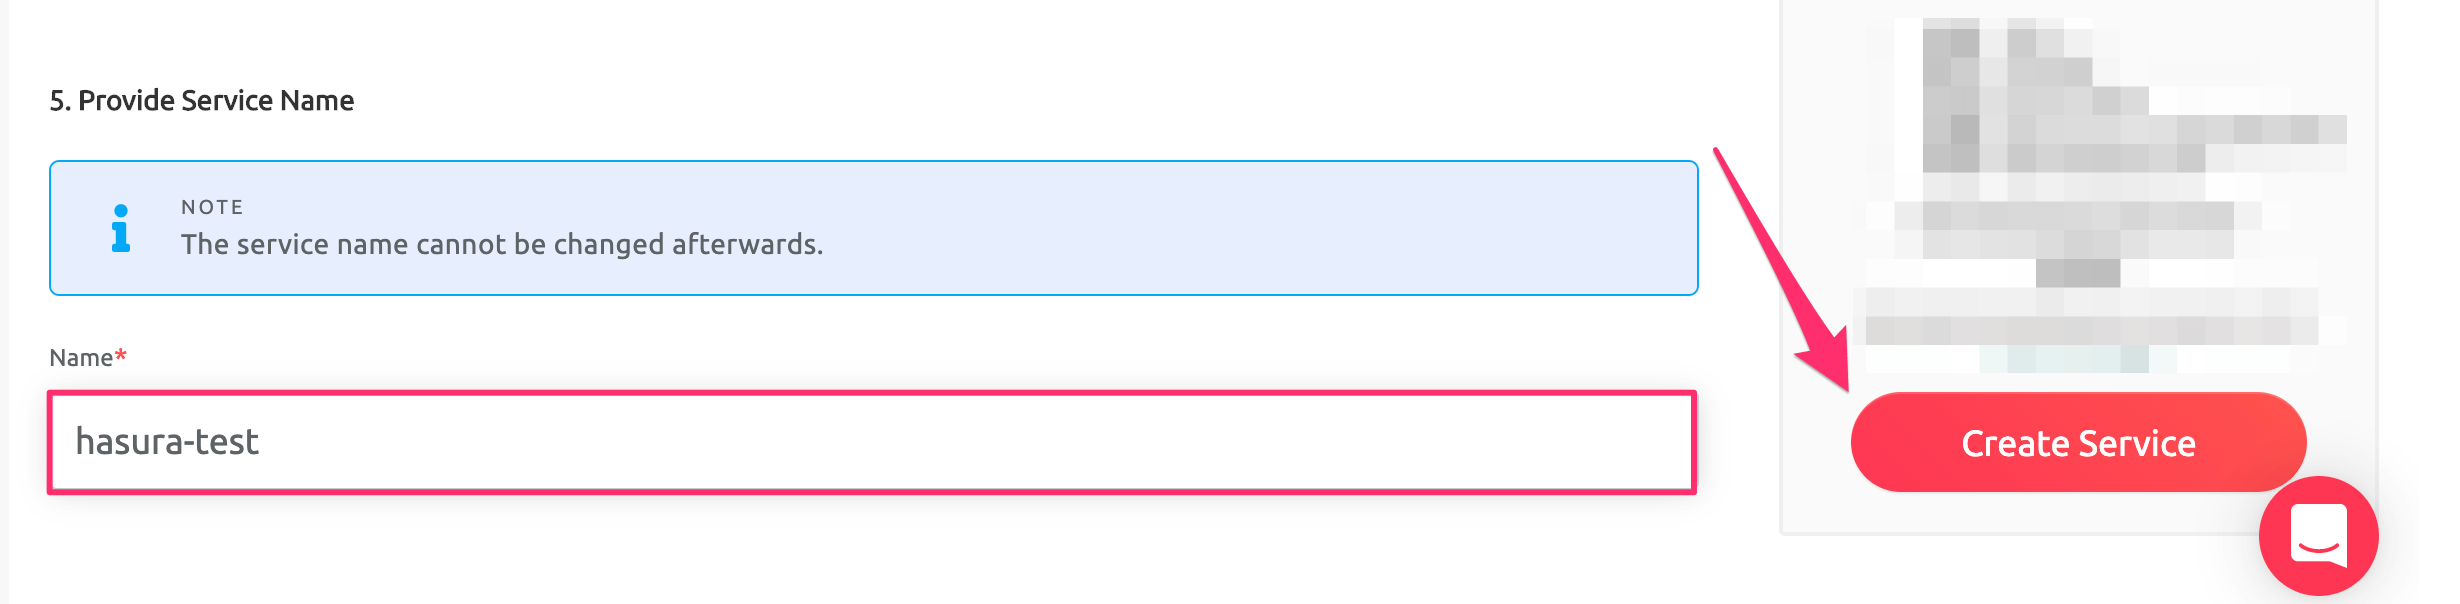 5. Provide Service Name
NOTE
The service name cannot be changed afterwards.
Name*
hasura-test
Create Service